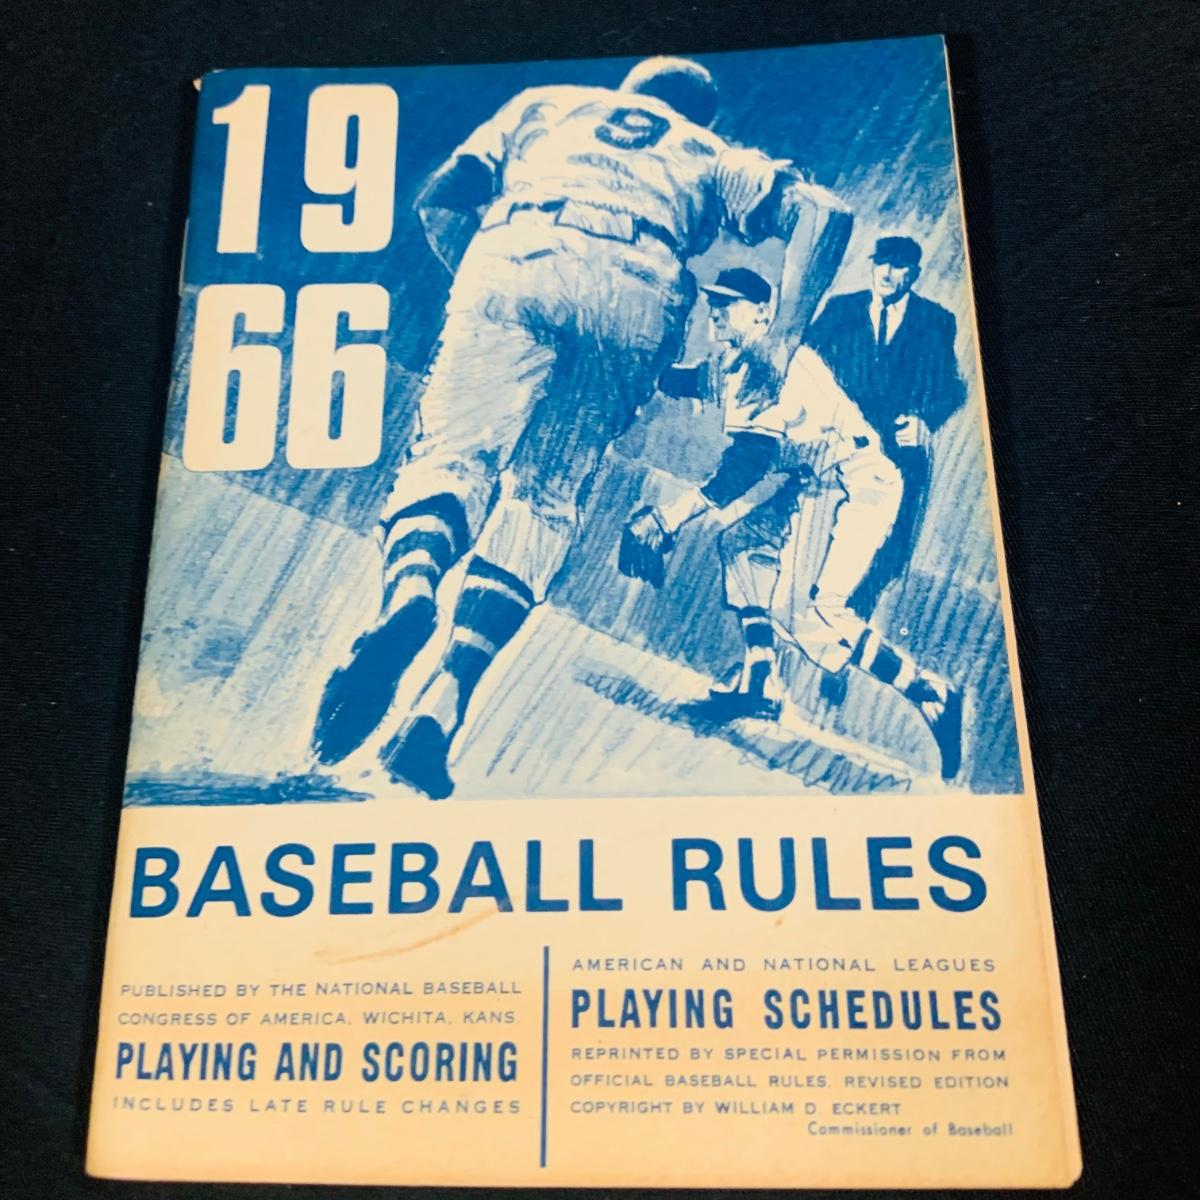 19
66
9
BASEBALL RULES
PUBLISHED BY THE NATIONAL BASEBALL
CONGRESS OF AMERICA, WICHITA, KANS.
PLAYING AND SCORING
INCLUDES LATE RULE CHANGES
AMERICAN AND NATIONAL LEAGUES
PLAYING SCHEDULES
REPRINTED BY SPECIAL PERMISSION FROM
OFFICIAL BASEBALL RULES, REVISED EDITION
COPYRIGHT BY WILLIAM D. ECKERT
Commissioner of Baseball